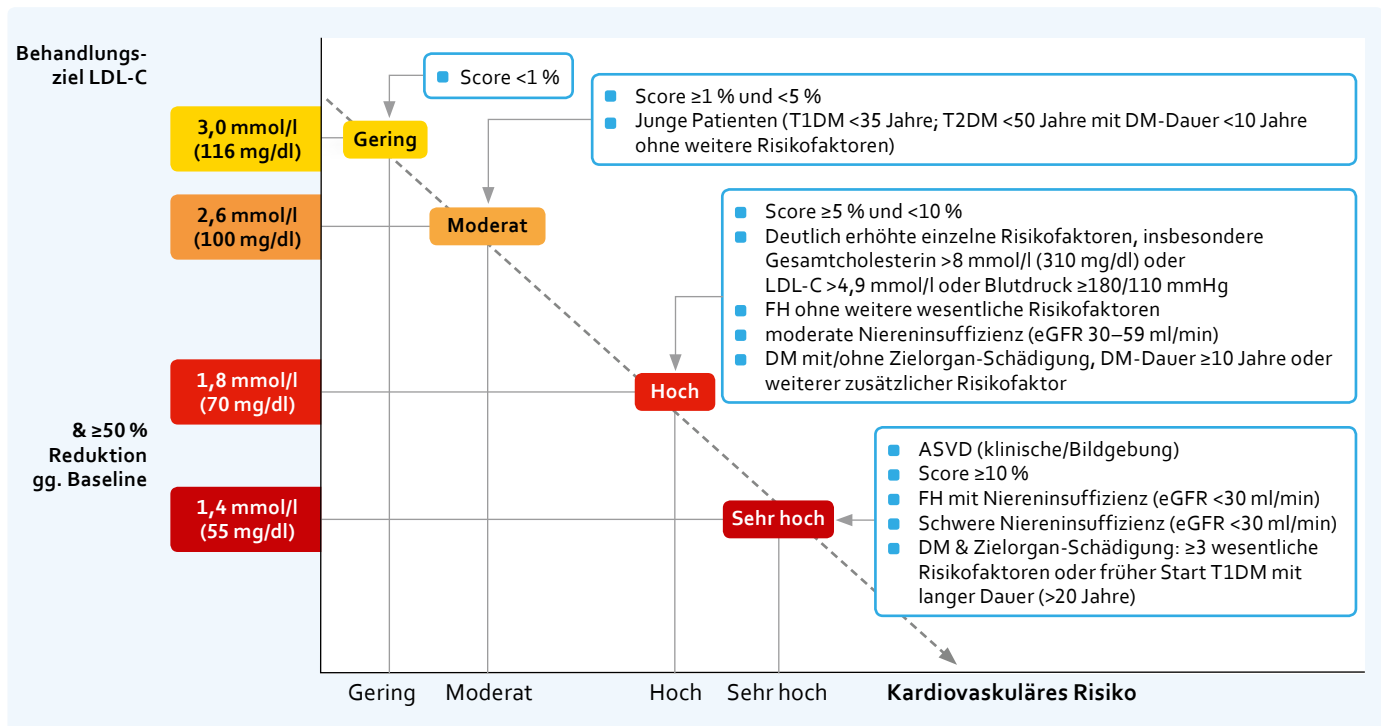 Behandlungs-
ziel LDL-C
Score <1 %
3,0 mmol/l
(116 mg/dl)
Gering
Score ≥1 % und <5 %
Junge Patienten (T1DM <35 Jahre; T2DM <50 Jahre mit DM-Dauer <10 Jahre
ohne weitere Risikofaktoren)
2,6 mmol/l
(100 mg/dl)
Moderat
Score ≥5 % und <10 %
Deutlich erhöhte einzelne Risikofaktoren, insbesondere
Gesamtcholesterin >8 mmol/l (310 mg/dl) oder
LDL-C >4,9 mmol/l oder Blutdruck ≥180/110 mmHg
FH ohne weitere wesentliche Risikofaktoren
moderate Niereninsuffizienz (eGFR 30–59 ml/min)
DM mit/ohne Zielorgan-Schädigung, DM-Dauer ≥10 Jahre oder
weiterer zusätzlicher Risikofaktor
1,8 mmol/l
(70 mg/dl)
Hoch
& ≥50 %
Reduktion
gg. Baseline
ASVD (klinische/Bildgebung)
Score ≥10 %
FH mit Niereninsuffizienz (eGFR <30 ml/min)
Schwere Niereninsuffizienz (eGFR <30 ml/min)
DM & Zielorgan-Schädigung: ≥3 wesentliche
Risikofaktoren oder früher Start T1DM mit
langer Dauer (>20 Jahre)
1,4 mmol/l
(55 mg/dl)
Sehr hoch
Gering
Moderat
Hoch
Sehr hoch
Kardiovaskuläres Risiko